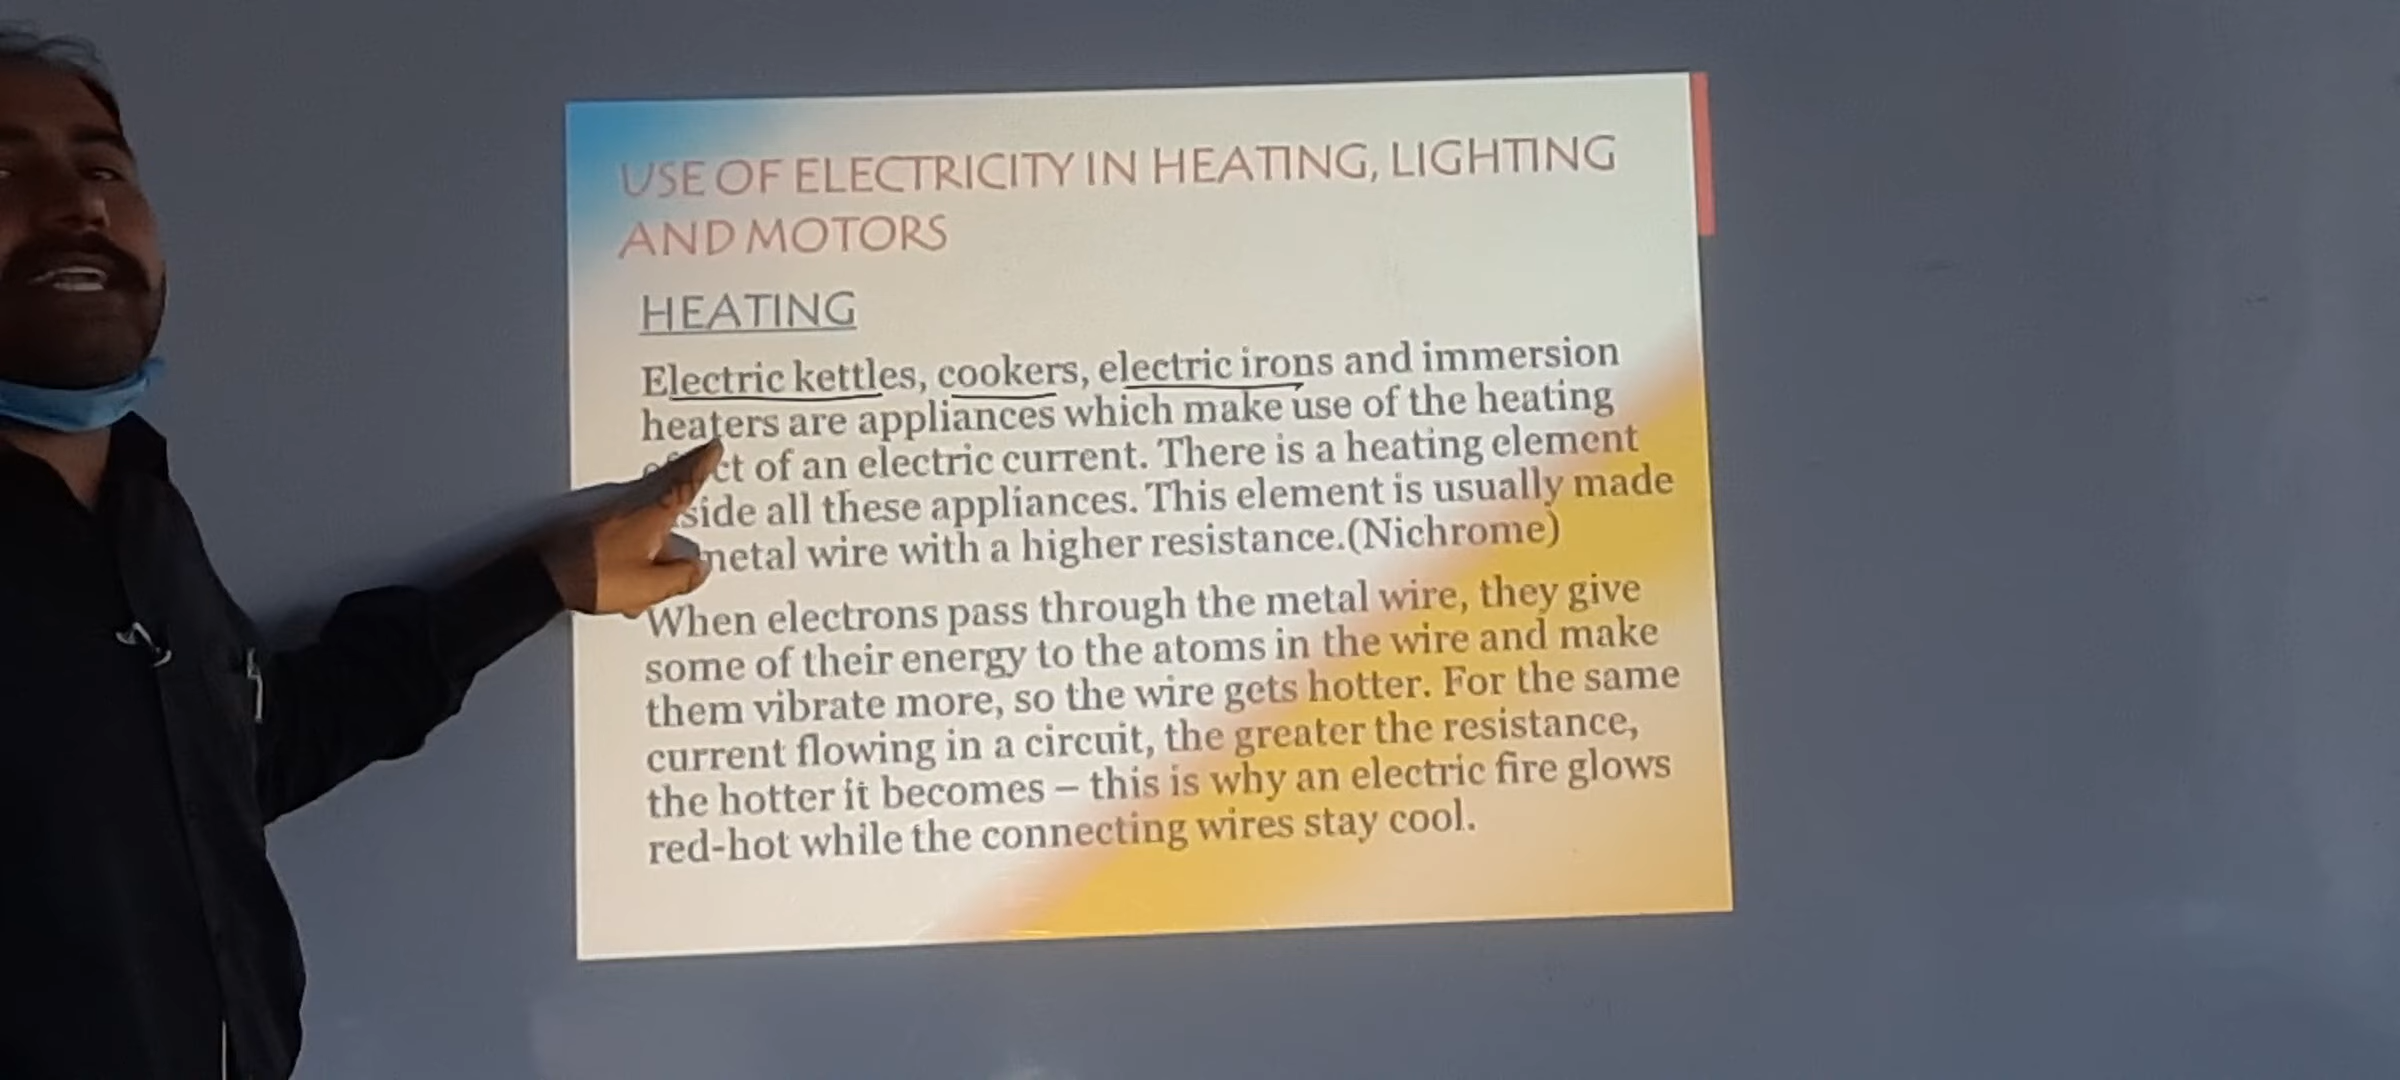 USE OF ELECTRICITY IN HEATING, LIGHTING
AND MOTORS
HEATING
Electric kettles, cookers, electric irons and immersion
heaters are appliances which make use of the heating
ct of an electric current. There is a heating element
side all these appliances. This element is usually made
metal wire with a higher resistance.(Nichrome)
When electrons pass through the metal wire, they give
some of their energy to the atoms in the wire and make
them vibrate more, so the wire gets hotter. For the same
current flowing in a circuit, the greater the resistance,
the hotter it becomes – this is why an electric fire glows
red-hot while the connecting wires stay cool.